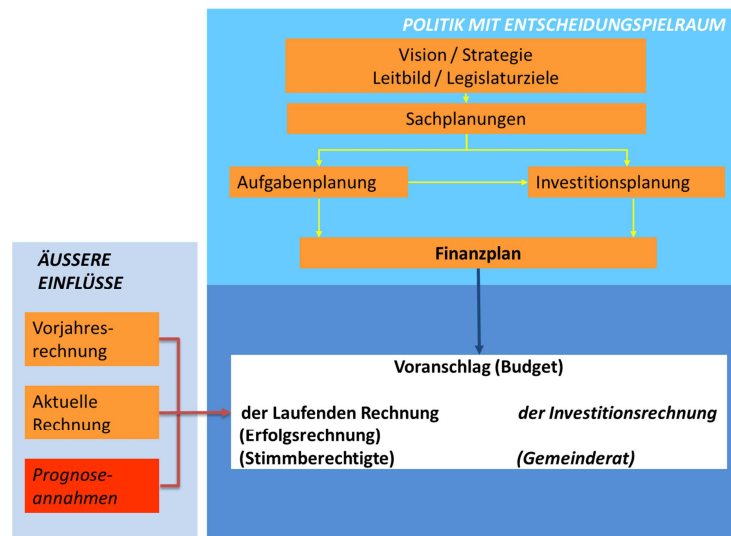 POLITIK MIT ENTSCHEIDUNGSPIELRAUM
Vision / Strategie
Leitbild / Legislaturziele
Sachplanungen
Aufgabenplanung
Investitionsplanung
Finanzplan
ÄUSSERE
EINFLÜSSE
Vorjahres-
rechnung
Aktuelle
Rechnung
Prognose-
annahmen
Voranschlag (Budget)
der Laufenden Rechnung der Investitionsrechnung
(Erfolgsrechnung)
(Stimmberechtigte) (Gemeinderat)